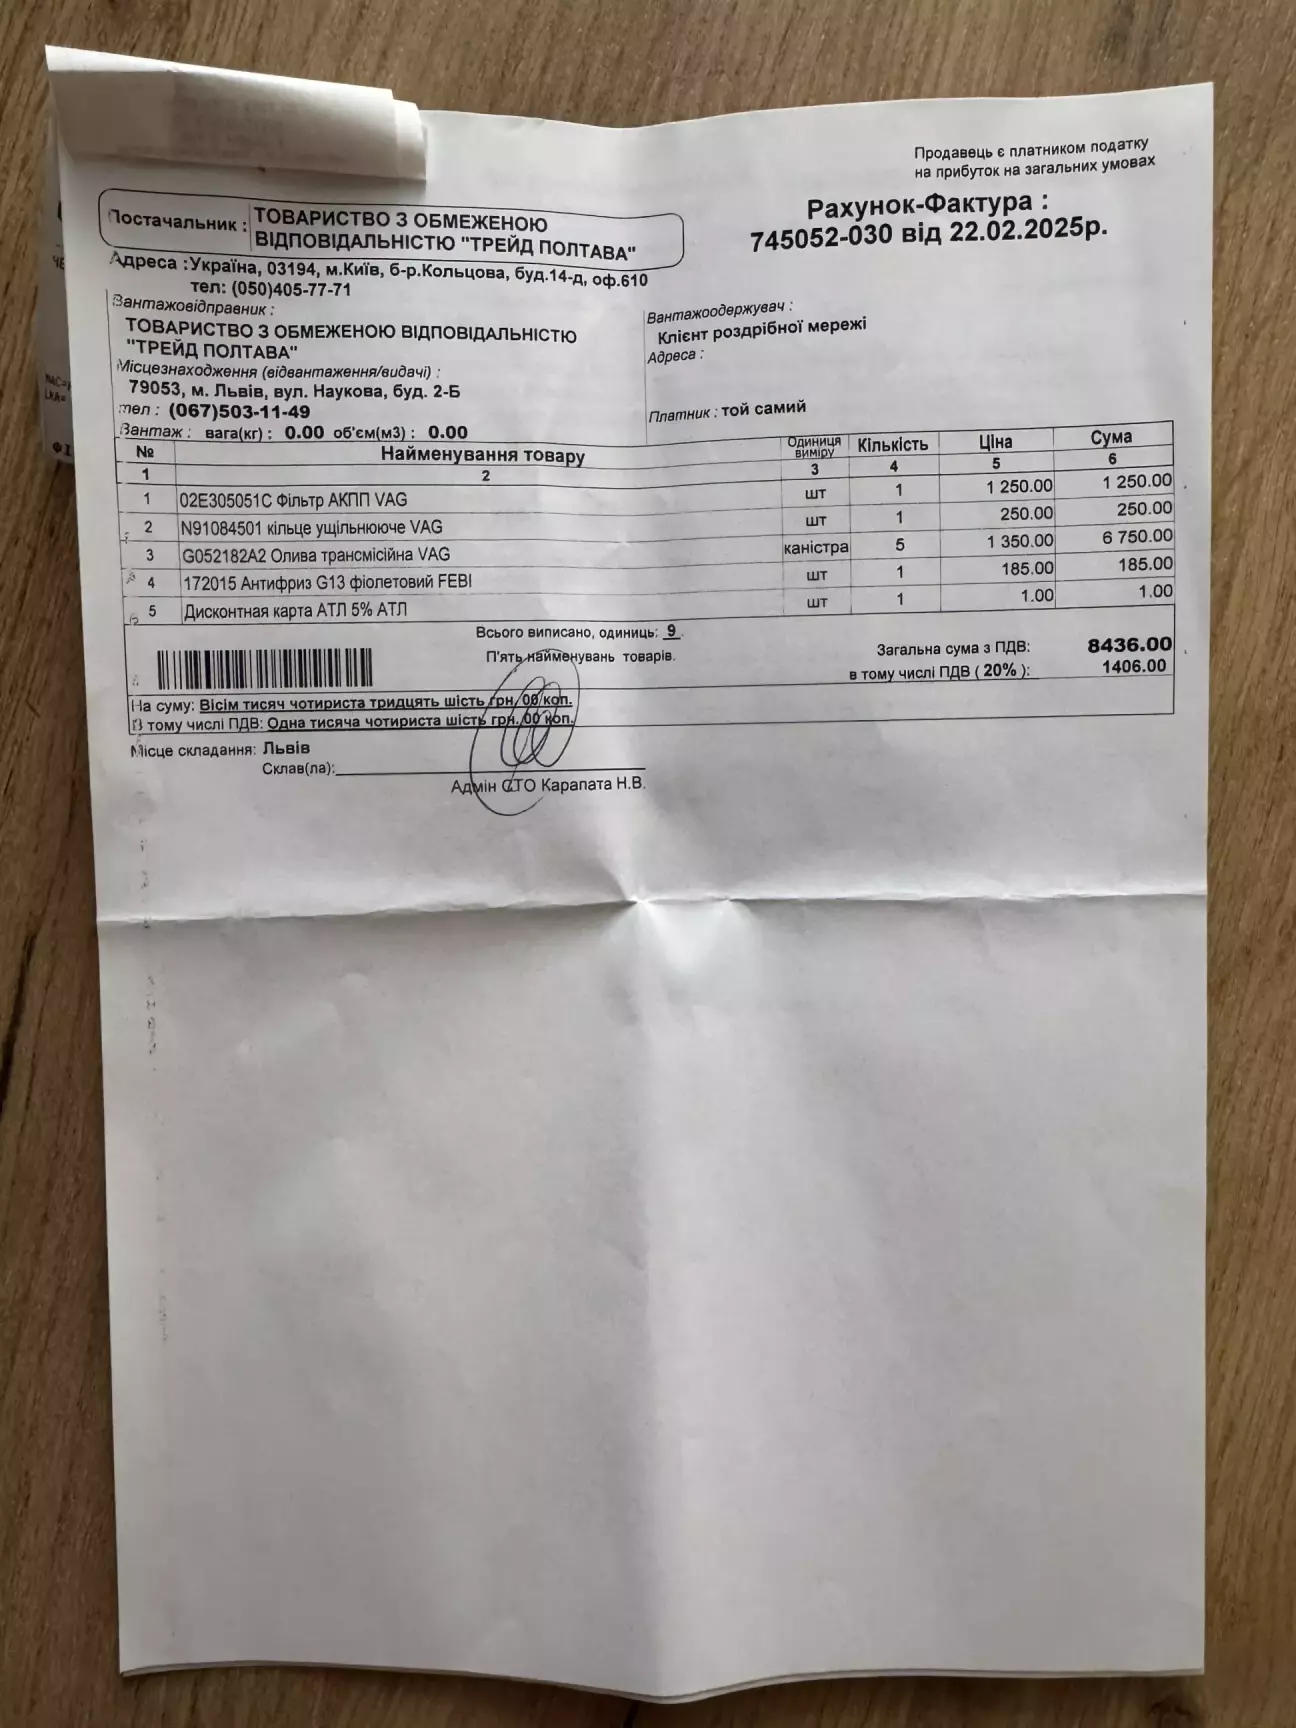 Продавець є платником податку
на прибуток на загальних умовах
Постачальник : ТОВАРИСТВО З ОБМЕЖЕНОЮ
ВІДПОВІДАЛЬНІСТЮ "ТРЕЙД ПОЛТАВА"
Рахунок-Фактура :
745052-030 від 22.02.2025р.
Адреса : Україна, 03194, м.Київ, б-р.Кольцова, буд.14-д, оф.610
тел: (050)405-77-71
Вантажовідправник :
ТОВАРИСТВО З ОБМЕЖЕНОЮ ВІДПОВІДАЛЬНІСТЮ
"ТРЕЙД ПОЛТАВА"
Місцезнаходження (відвантаження/видачі) :
79053, м. Львів, вул. Наукова, буд. 2-Б
тел : (067)503-11-49
Вантаж : вага(кг) : 0.00 об'єм(м3) : 0.00
Вантажоодержувач :
Клієнт роздрібної мережі
Адреса :
Платник : той самий
№ Найменування товару Одиниця виміру Кількість Ціна Сума
1 2 3 4 5 6
1 02E305051C Фільтр АКПП VAG шт 1 1 250.00 1 250.00
2 N91084501 кільце ущільнююче VAG шт 1 250.00 250.00
3 G052182A2 Олива трансмісійна VAG каністра 5 1 350.00 6 750.00
4 172015 Антифриз G13 фіолетовий FEBI шт 1 185.00 185.00
5 Дисконтная карта АТЛ 5% АТЛ шт 1 1.00 1.00
Всього виписано, одиниць: 9 .
П'ять найменувань товарів.
Загальна сума з ПДВ: 8436.00
в тому числі ПДВ ( 20% ): 1406.00
На суму: Вісім тисяч чотириста тридцять шість грн. 00 коп.
В тому числі ПДВ: Одна тисяча чотириста шість грн. 00 коп.
Місце складання: Львів
Склав(ла):
Адмін СТО Карапата Н.В.